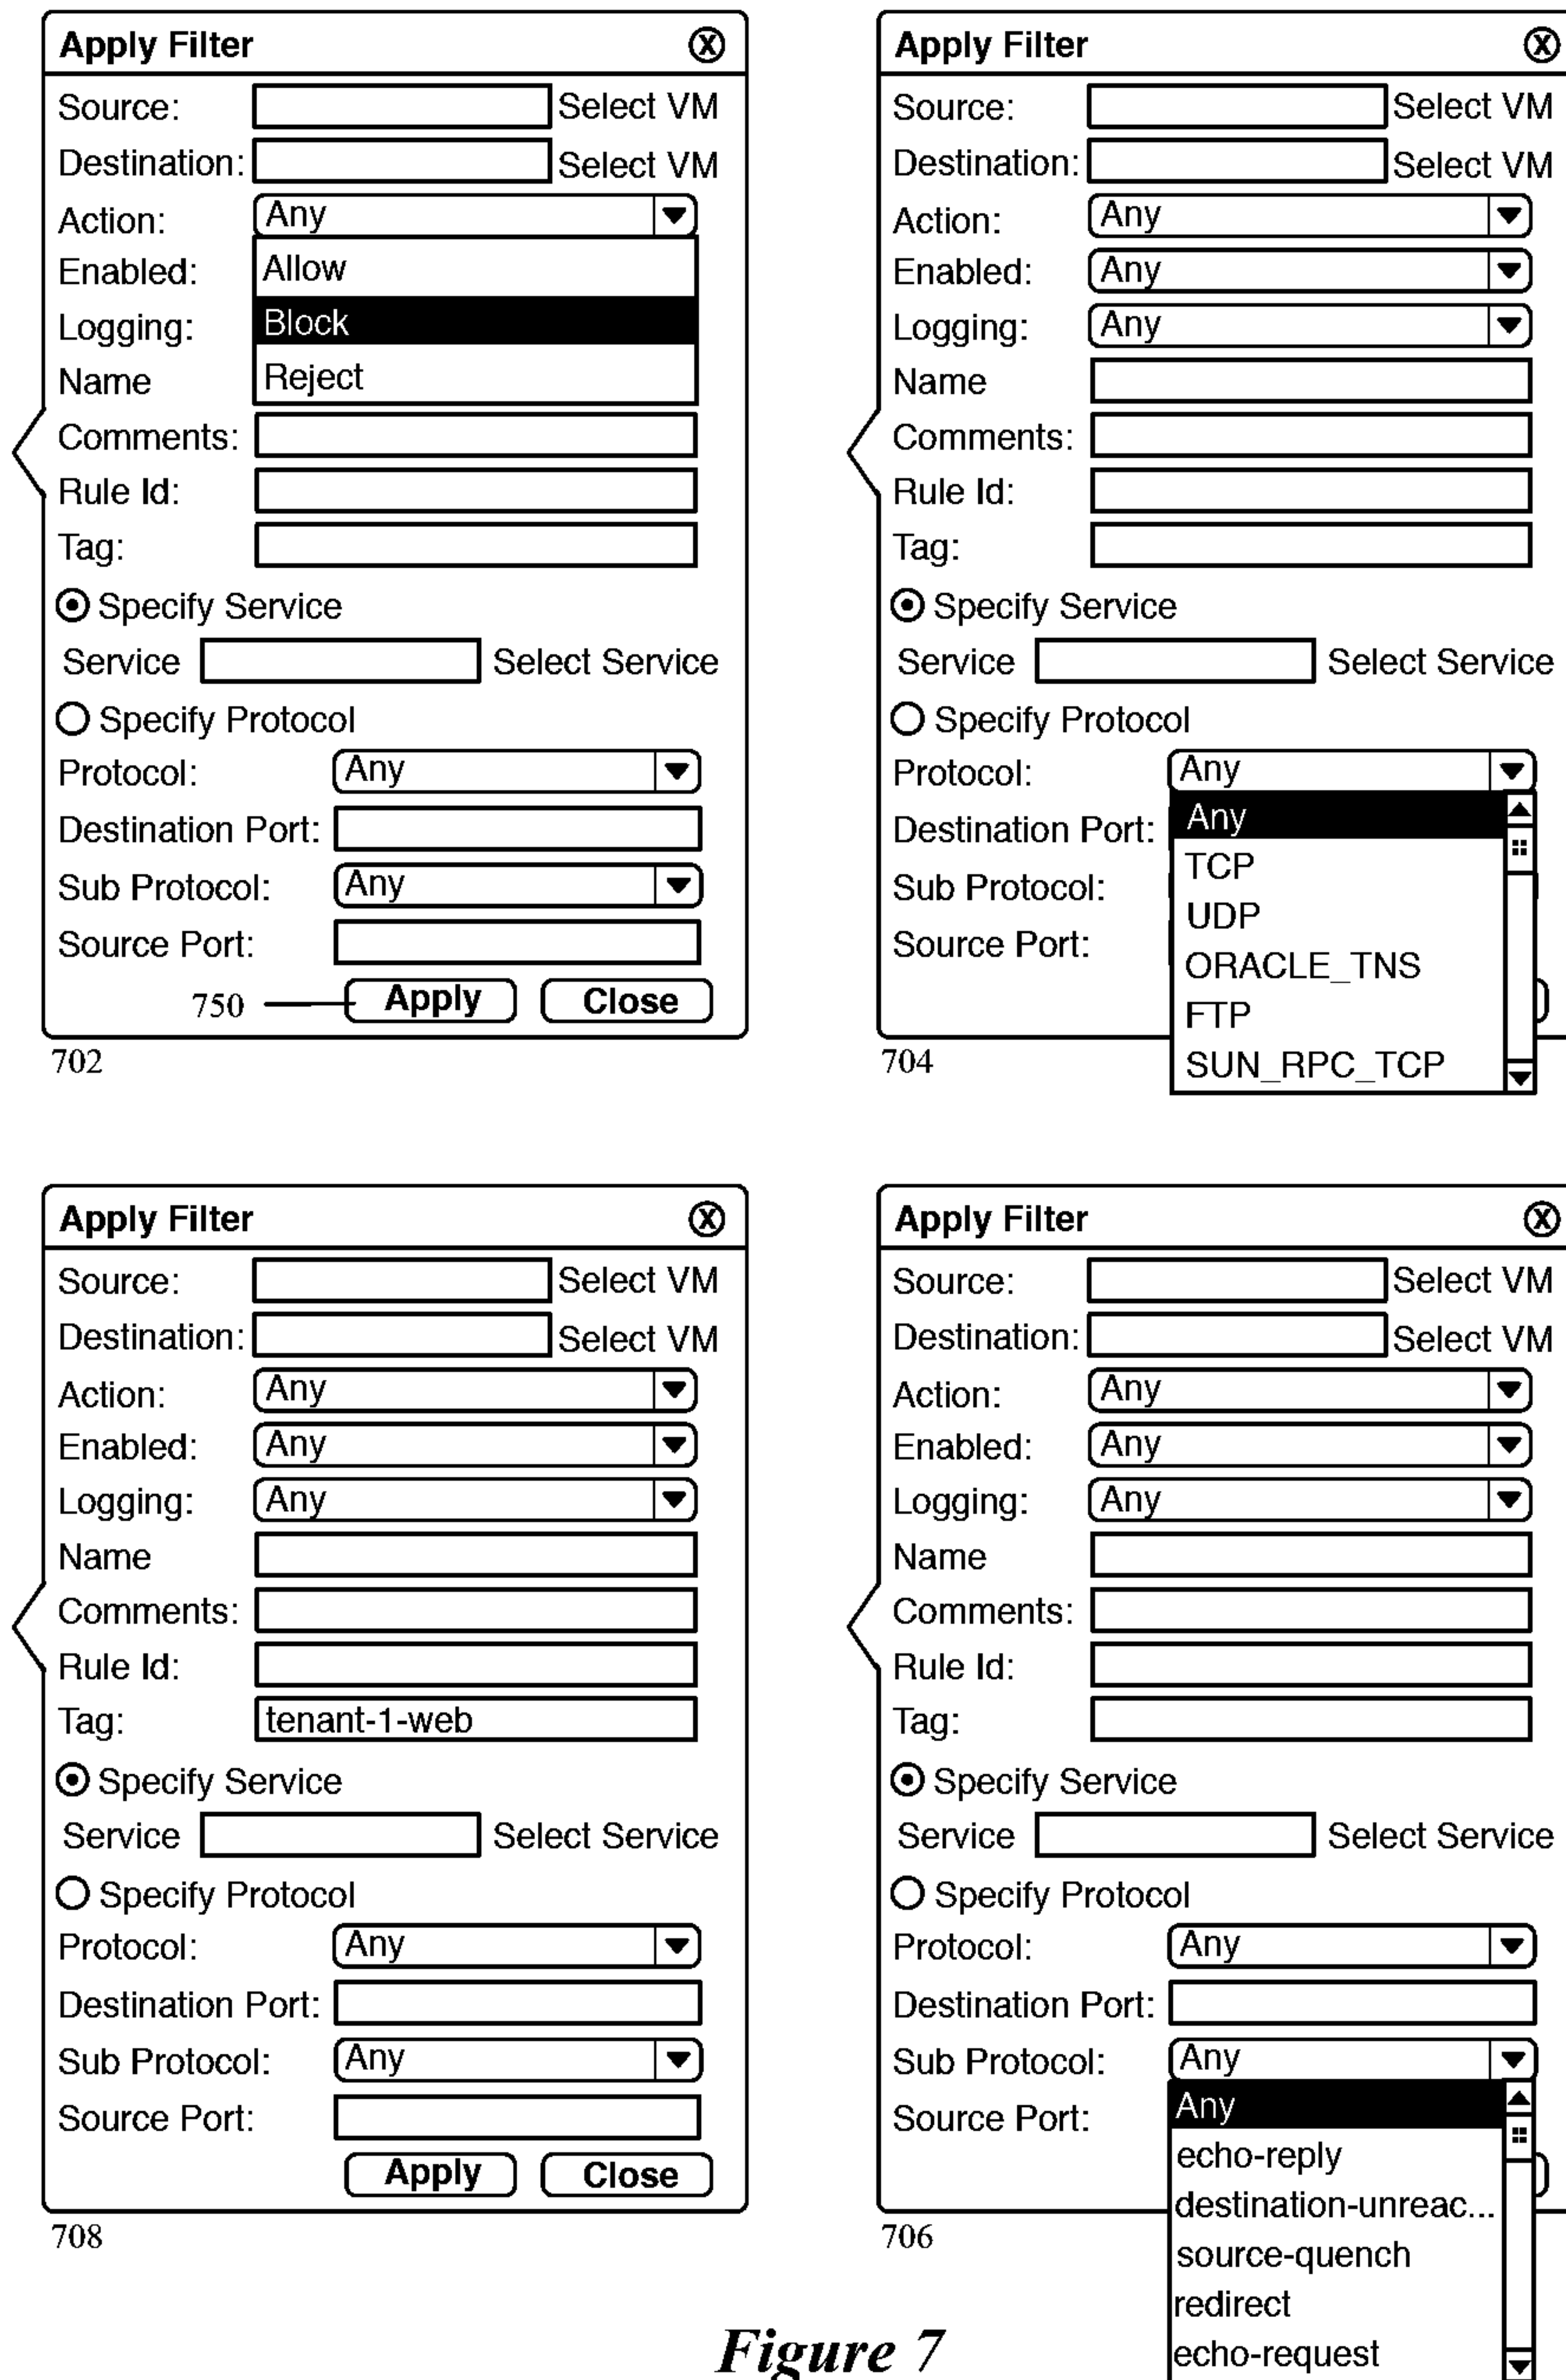 Apply Filter
Source: Select VM
Destination: Select VM
Action: Any
Enabled: Allow
Logging: Block
Name Reject
Comments:
Rule Id:
Tag:
Specify Service
Service Select Service
Specify Protocol
Protocol: Any
Destination Port:
Sub Protocol: Any
Source Port:
750 Apply Close
702
Apply Filter
Source: Select VM
Destination: Select VM
Action: Any
Enabled: Any
Logging: Any
Name
Comments:
Rule Id:
Tag:
Specify Service
Service Select Service
Specify Protocol
Protocol: Any
Any
Destination Port:
TCP
Sub Protocol:
UDP
Source Port:
ORACLE_TNS
FTP
SUN_RPC_TCP
704
Apply Filter
Source: Select VM
Destination: Select VM
Action: Any
Enabled: Any
Logging: Any
Name
Comments:
Rule Id:
Tag: tenant-1-web
Specify Service
Service Select Service
Specify Protocol
Protocol: Any
Destination Port:
Sub Protocol: Any
Source Port:
Apply Close
708
Apply Filter
Source: Select VM
Destination: Select VM
Action: Any
Enabled: Any
Logging: Any
Name
Comments:
Rule Id:
Tag:
Specify Service
Service Select Service
Specify Protocol
Protocol: Any
Destination Port:
Sub Protocol: Any
Source Port: Any
echo-reply
destination-unreac...
source-quench
redirect
echo-request
706
Figure 7